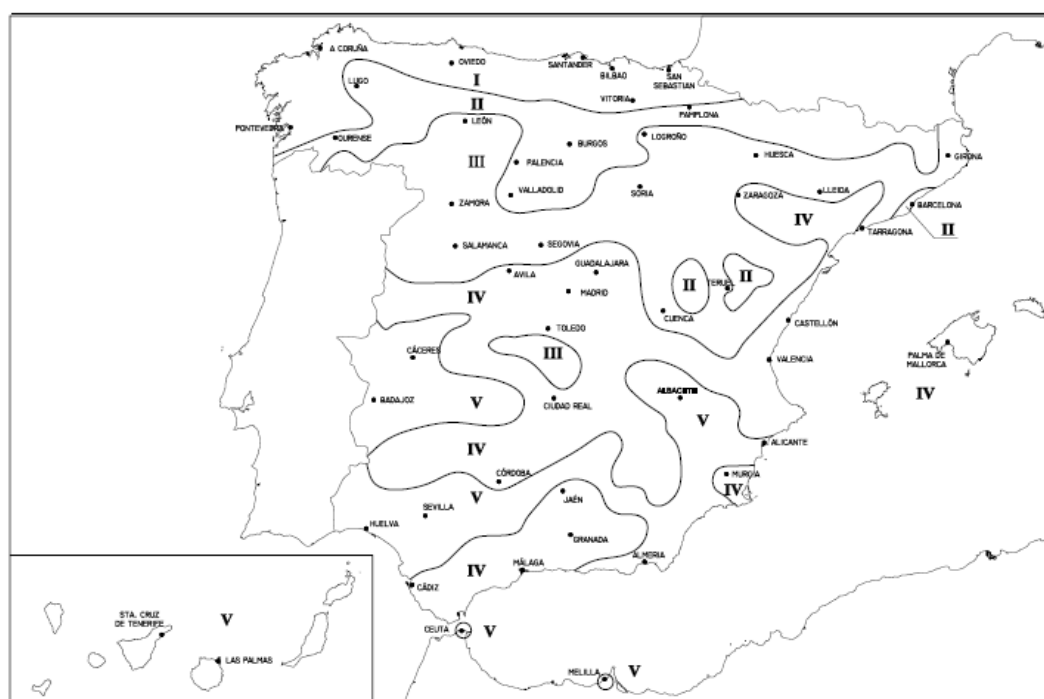 A CORUÑA
OVIEDO
SANTANDER
BILBAO
SAN
SEBASTIAN
LUGO
I
VITORIA
II
PAMPLONA
PONTEVEDRA
LEÓN
OURENSE
LOGROÑO
BURGOS
III
PALENCIA
HUESCA
GIRONA
VALLADOLID
SORIA
ZARAGOZA
LLEIDA
ZAMORA
BARCELONA
IV
TARRAGONA
II
SALAMANCA
SEGOVIA
GUADALAJARA
AVILA
II
II
TERUEL
IV
MADRID
CUENCA
CASTELLÓN
TOLEDO
CÁCERES
III
VALENCIA
PALMA DE
MALLORCA
IV
ALBACETE
BADAJOZ
V
CIUDAD REAL
V
ALICANTE
IV
CÓRDOBA
MURCIA
IV
V
JAÉN
SEVILLA
HUELVA
GRANADA
MÁLAGA
ALMERIA
IV
CÁDIZ
STA. CRUZ
DE TENERIFE
V
CEUTA
V
LAS PALMAS
MELILLA
V